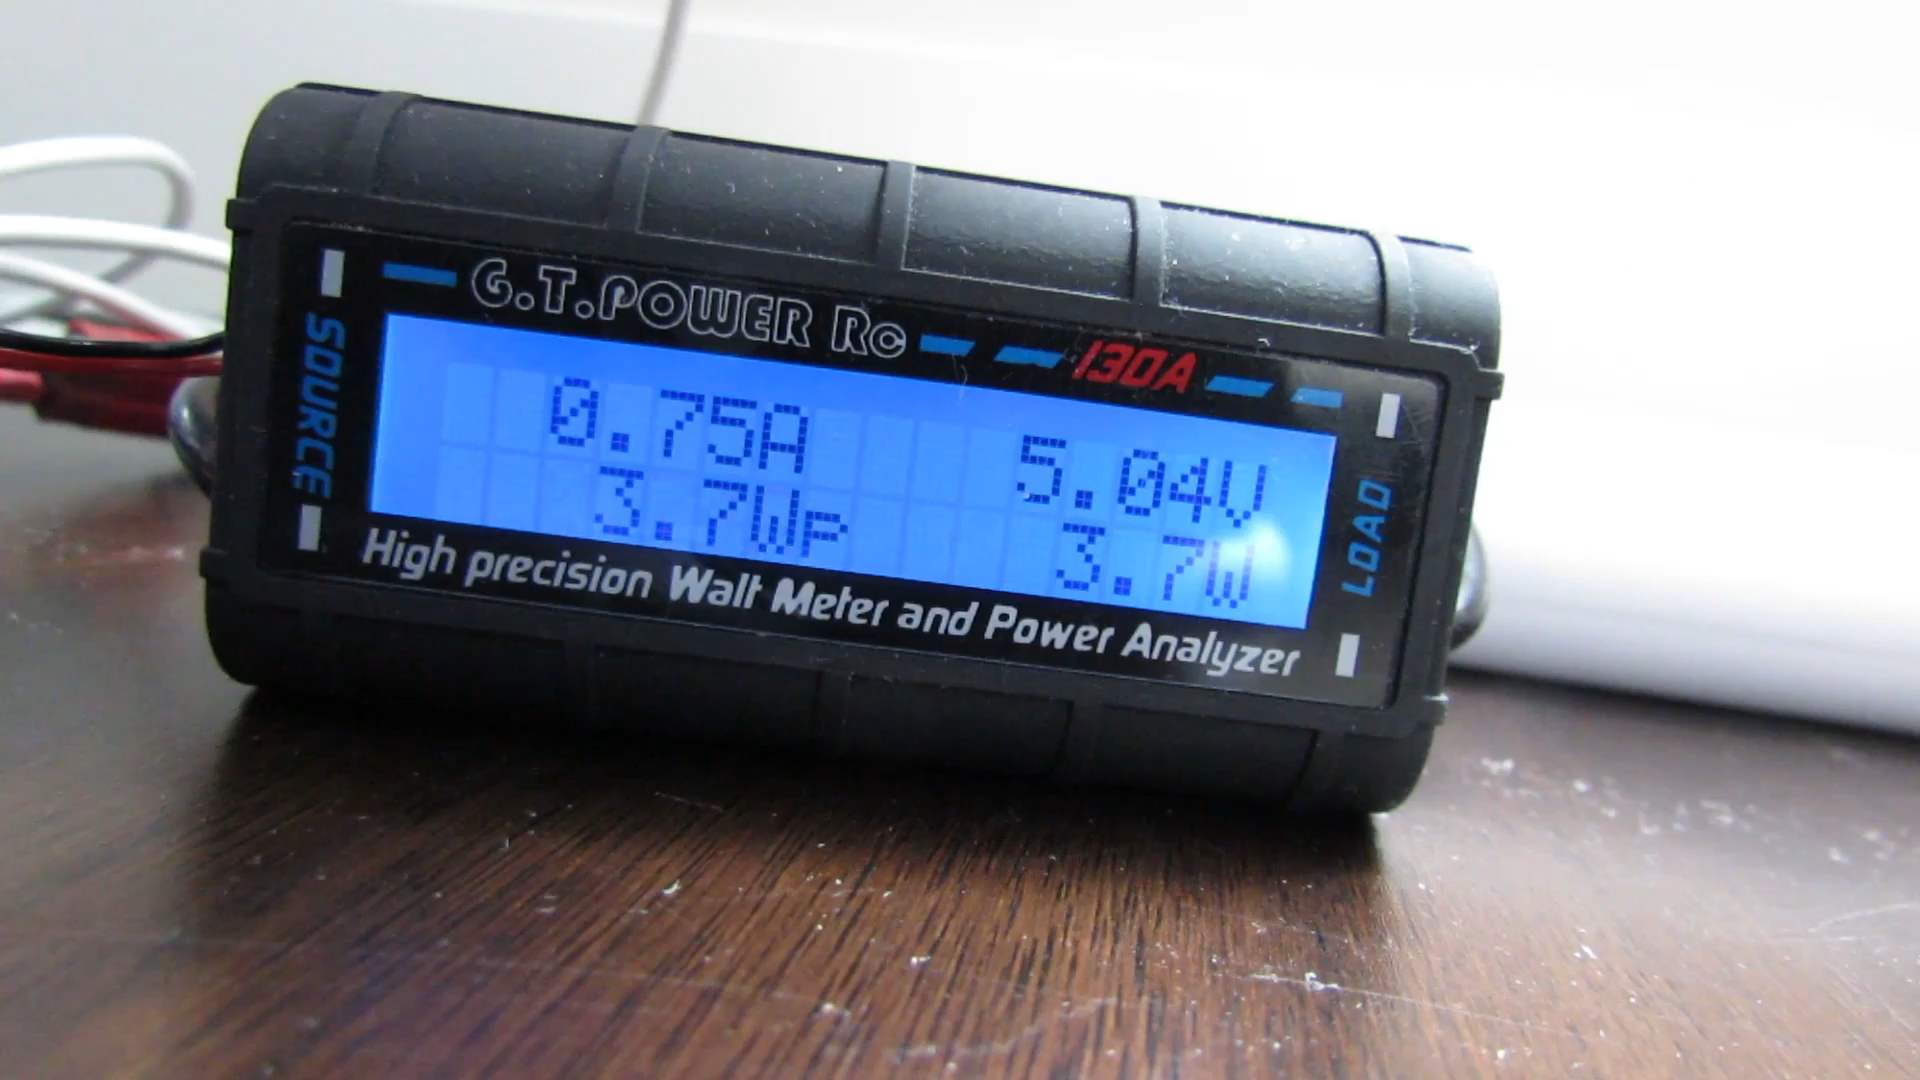 G.T.POWER RC 130A
SOURCE
0.75A 5.04V
3.7Wp 3.7W
LOAD
High precision Watt Meter and Power Analyzer